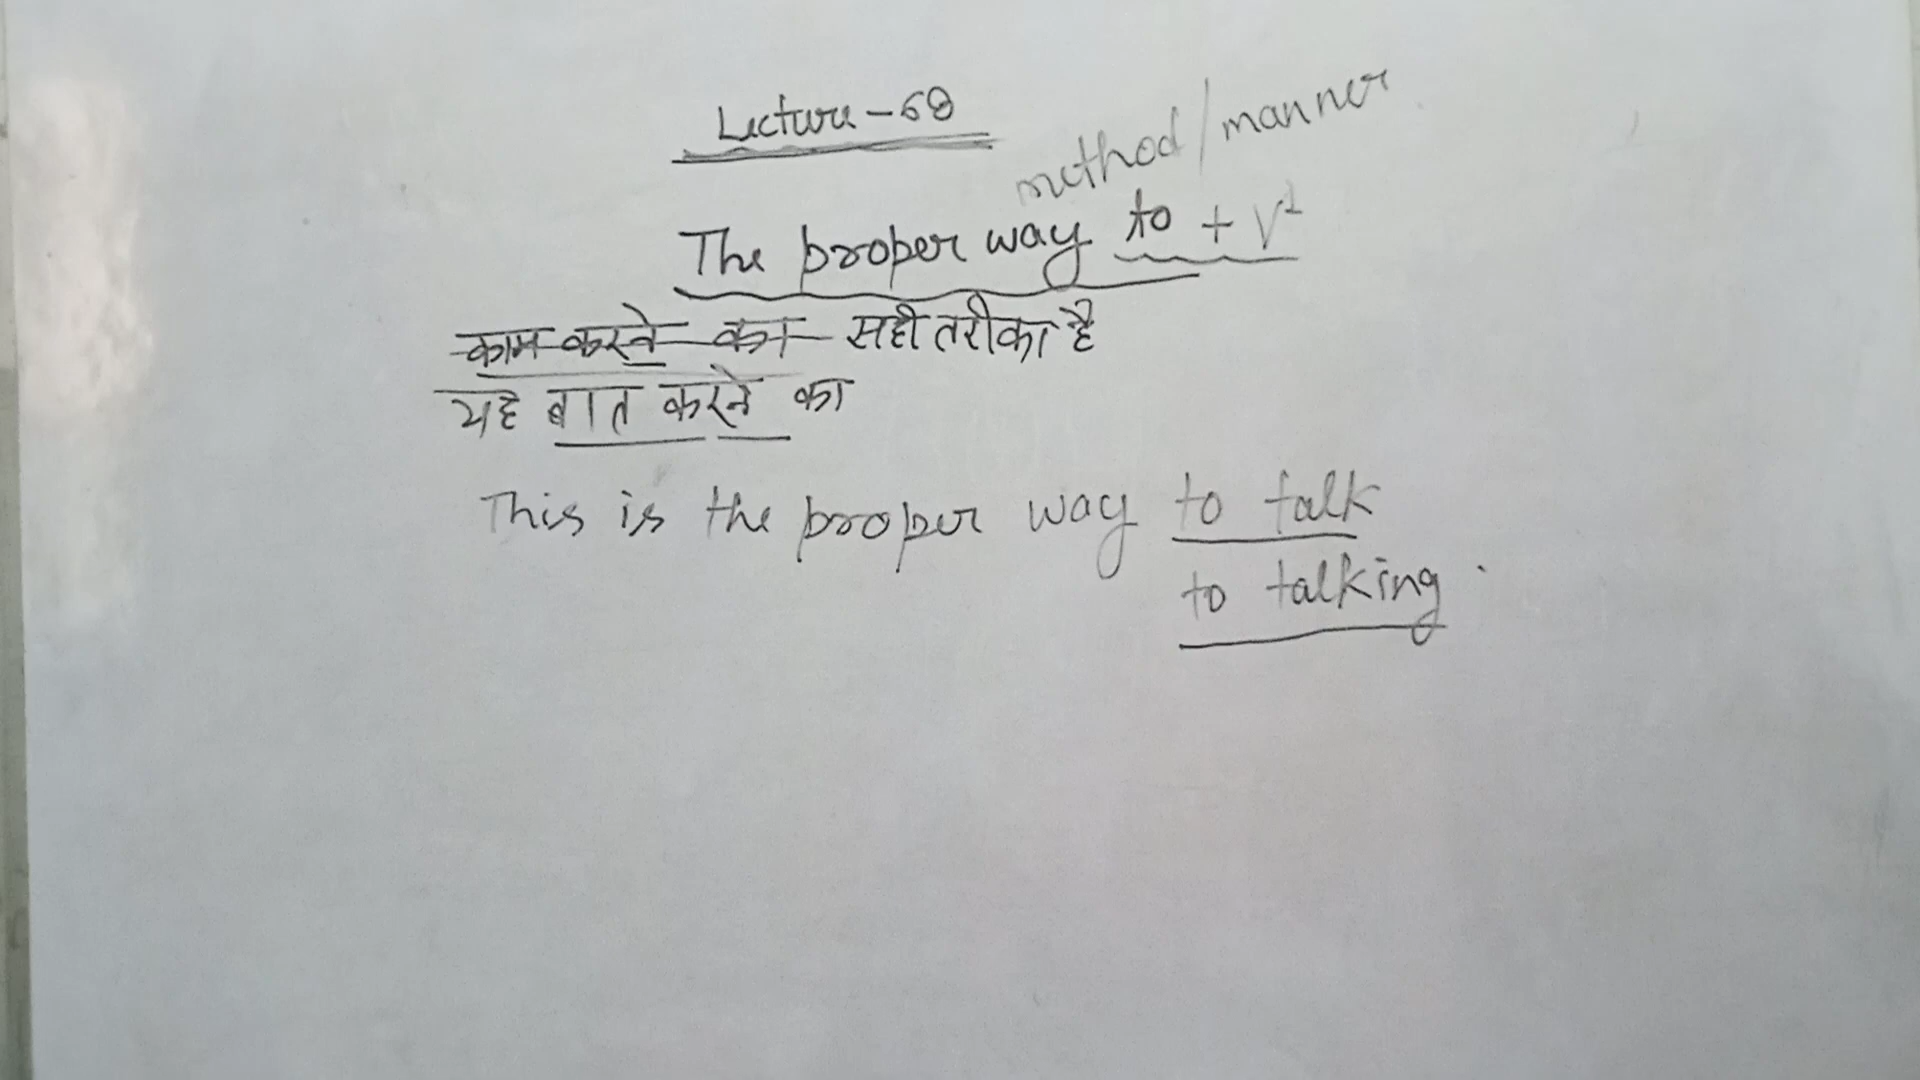 Lecture-68
method/manner
The proper way to + V¹
काम करने का सही तरीका है
यह बात करने का
This is the proper way to talk
to talking.